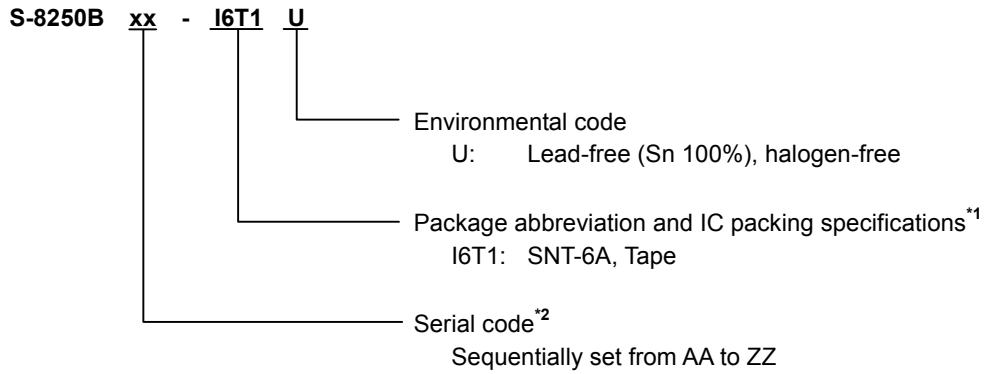 S-8250B xx - I6T1 U
Environmental code
U: Lead-free (Sn 100%), halogen-free
Package abbreviation and IC packing specifications*1
I6T1: SNT-6A, Tape
Serial code*2
Sequentially set from AA to ZZ